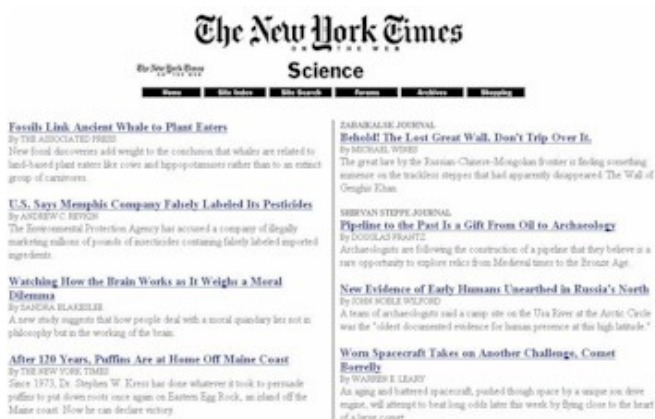 The New York Times
ON THE WEB
The New York Times
ON THE WEB
Science
Home
Site Index
Site Search
Forums
Archives
Shopping
Fossils Link Ancient Whale to Plant Eaters
By THE ASSOCIATED PRESS
New fossil discoveries add weight to the conclusion that whales are related to
land-based plant eaters like cows and hippopotamuses rather than to an extinct
group of carnivores.
U.S. Says Memphis Company Falsely Labeled Its Pesticides
By ANDREW C. REVKIN
The Environmental Protection Agency has accused a company of illegally
marketing millions of pounds of insecticides containing falsely labeled imported
ingredients.
Watching How the Brain Works as It Weighs a Moral
Dilemma
By SANDRA BLAKESLEE
A new study suggests that how people deal with a moral quandary lies not in
philosophy but in the working of the brain.
After 120 Years, Puffins Are at Home Off Maine Coast
By THE NEW YORK TIMES
Since 1973, Dr. Stephen W. Kress has done whatever it took to persuade
puffins to put down roots once again on Eastern Egg Rock, an island off the
Maine coast. Now he can declare victory.
ZABAIKALSK JOURNAL
Behold! The Lost Great Wall. Don't Trip Over It.
By MICHAEL WINES
The great lure by the Russian-Chinese-Mongolian frontier is finding something
immense on the trackless steppes that had apparently disappeared: The Wall of
Genghis Khan.
SHIRVAN STEPPE JOURNAL
Pipeline to the Past Is a Gift From Oil to Archaeology
By DOUGLAS FRANTZ
Archaeologists are following the construction of a pipeline that they believe is a
rare opportunity to explore relics from Medieval times to the Bronze Age.
New Evidence of Early Humans Unearthed in Russia's North
By JOHN NOBLE WILFORD
A team of archaeologists said a camp site on the Usa River at the Arctic Circle
was the "oldest documented evidence for human presence at this high latitude."
Worn Spacecraft Takes on Another Challenge, Comet
Borrelly
By WARREN E. LEARY
An aging and battered spacecraft, pushed though space by a unique ion drive
engine, will attempt to beat long odds later this week by flying close to the heart
of a large comet.